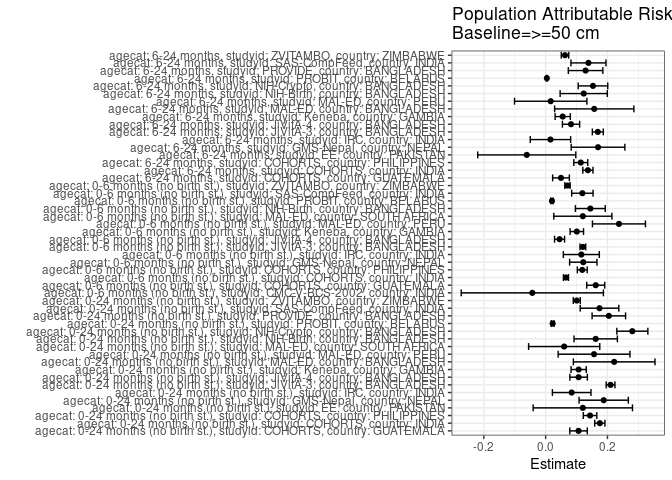 Population Attributable Risk
Baseline=>=50 cm
agecat: 6-24 months, studyid: ZVITAMBO, country: ZIMBABWE
agecat: 6-24 months, studyid: SAS-CompFeed, country: INDIA
agecat: 6-24 months, studyid: PROVIDE, country: BANGLADESH
agecat: 6-24 months, studyid: PROBIT, country: BELARUS
agecat: 6-24 months, studyid: NIH-Crypto, country: BANGLADESH
agecat: 6-24 months, studyid: NIH-Birth, country: BANGLADESH
agecat: 6-24 months, studyid: MAL-ED, country: PERU
agecat: 6-24 months, studyid: MAL-ED, country: BANGLADESH
agecat: 6-24 months, studyid: Keneba, country: GAMBIA
agecat: 6-24 months, studyid: JiVitA-4, country: BANGLADESH
agecat: 6-24 months, studyid: JiVitA-3, country: BANGLADESH
agecat: 6-24 months, studyid: IRC, country: INDIA
agecat: 6-24 months, studyid: GMS-Nepal, country: NEPAL
agecat: 6-24 months, studyid: EE, country: PAKISTAN
agecat: 6-24 months, studyid: COHORTS, country: PHILIPPINES
agecat: 6-24 months, studyid: COHORTS, country: INDIA
agecat: 6-24 months, studyid: COHORTS, country: GUATEMALA
agecat: 0-6 months (no birth st.), studyid: ZVITAMBO, country: ZIMBABWE
agecat: 0-6 months (no birth st.), studyid: SAS-CompFeed, country: INDIA
agecat: 0-6 months (no birth st.), studyid: PROBIT, country: BELARUS
agecat: 0-6 months (no birth st.), studyid: NIH-Birth, country: BANGLADESH
agecat: 0-6 months (no birth st.), studyid: MAL-ED, country: SOUTH AFRICA
agecat: 0-6 months (no birth st.), studyid: MAL-ED, country: PERU
agecat: 0-6 months (no birth st.), studyid: Keneba, country: GAMBIA
agecat: 0-6 months (no birth st.), studyid: JiVitA-4, country: BANGLADESH
agecat: 0-6 months (no birth st.), studyid: JiVitA-3, country: BANGLADESH
agecat: 0-6 months (no birth st.), studyid: IRC, country: INDIA
agecat: 0-6 months (no birth st.), studyid: GMS-Nepal, country: NEPAL
agecat: 0-6 months (no birth st.), studyid: COHORTS, country: PHILIPPINES
agecat: 0-6 months (no birth st.), studyid: COHORTS, country: INDIA
agecat: 0-6 months (no birth st.), studyid: COHORTS, country: GUATEMALA
agecat: 0-6 months (no birth st.), studyid: CMC-V-BCS-2002, country: INDIA
agecat: 0-24 months (no birth st.), studyid: ZVITAMBO, country: ZIMBABWE
agecat: 0-24 months (no birth st.), studyid: SAS-CompFeed, country: INDIA
agecat: 0-24 months (no birth st.), studyid: PROVIDE, country: BANGLADESH
agecat: 0-24 months (no birth st.), studyid: PROBIT, country: BELARUS
agecat: 0-24 months (no birth st.), studyid: NIH-Crypto, country: BANGLADESH
agecat: 0-24 months (no birth st.), studyid: NIH-Birth, country: BANGLADESH
agecat: 0-24 months (no birth st.), studyid: MAL-ED, country: SOUTH AFRICA
agecat: 0-24 months (no birth st.), studyid: MAL-ED, country: PERU
agecat: 0-24 months (no birth st.), studyid: MAL-ED, country: BANGLADESH
agecat: 0-24 months (no birth st.), studyid: Keneba, country: GAMBIA
agecat: 0-24 months (no birth st.), studyid: JiVitA-4, country: BANGLADESH
agecat: 0-24 months (no birth st.), studyid: JiVitA-3, country: BANGLADESH
agecat: 0-24 months (no birth st.), studyid: IRC, country: INDIA
agecat: 0-24 months (no birth st.), studyid: GMS-Nepal, country: NEPAL
agecat: 0-24 months (no birth st.), studyid: EE, country: PAKISTAN
agecat: 0-24 months (no birth st.), studyid: COHORTS, country: PHILIPPINES
agecat: 0-24 months (no birth st.), studyid: COHORTS, country: INDIA
agecat: 0-24 months (no birth st.), studyid: COHORTS, country: GUATEMALA
-0.2 0.0 0.2
Estimate